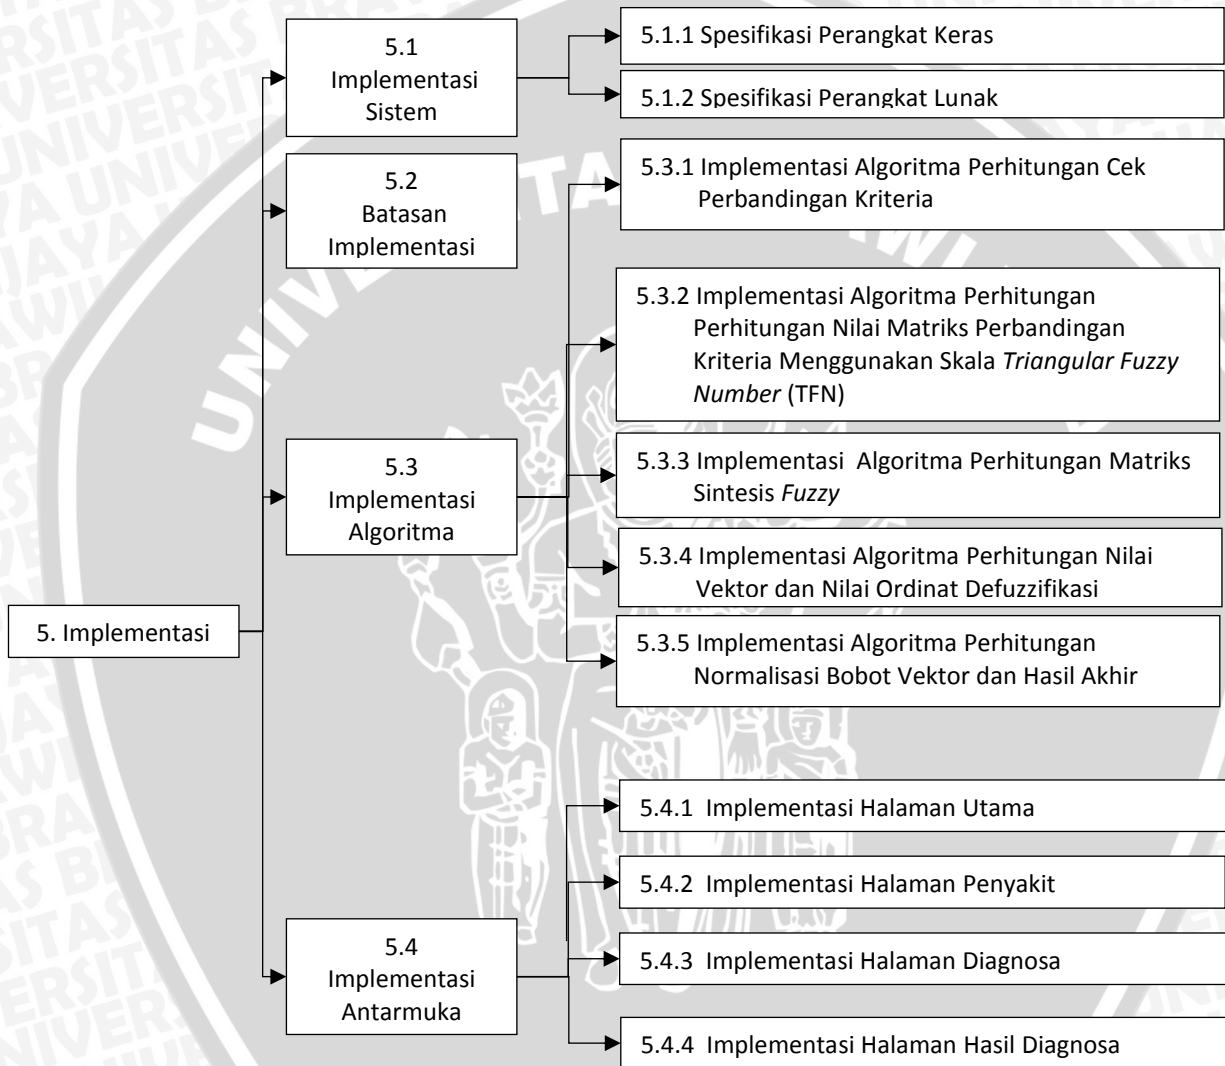 5. Implementasi
5.1
Implementasi
Sistem
5.1.1 Spesifikasi Perangkat Keras
5.1.2 Spesifikasi Perangkat Lunak
5.2
Batasan
Implementasi
5.3
Implementasi
Algoritma
5.3.1 Implementasi Algoritma Perhitungan Cek
Perbandingan Kriteria
5.3.2 Implementasi Algoritma Perhitungan
Perhitungan Nilai Matriks Perbandingan
Kriteria Menggunakan Skala Triangular Fuzzy
Number (TFN)
5.3.3 Implementasi Algoritma Perhitungan Matriks
Sintesis Fuzzy
5.3.4 Implementasi Algoritma Perhitungan Nilai
Vektor dan Nilai Ordinat Defuzzifikasi
5.3.5 Implementasi Algoritma Perhitungan
Normalisasi Bobot Vektor dan Hasil Akhir
5.4
Implementasi
Antarmuka
5.4.1 Implementasi Halaman Utama
5.4.2 Implementasi Halaman Penyakit
5.4.3 Implementasi Halaman Diagnosa
5.4.4 Implementasi Halaman Hasil Diagnosa